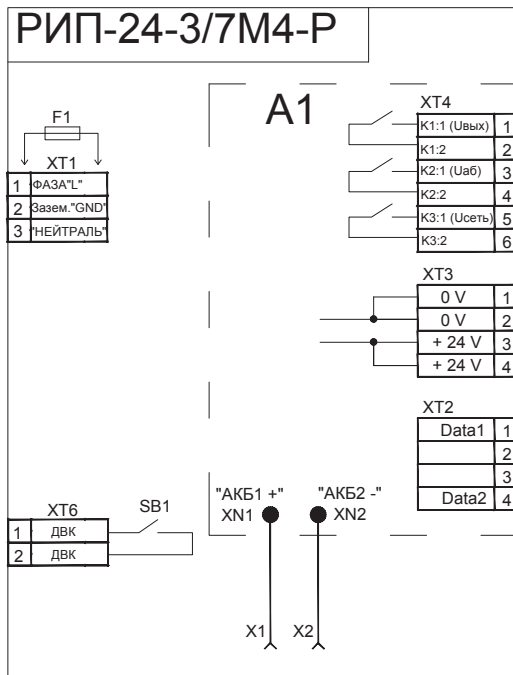 РИП-24-3/7М4-Р
A1
F1
XT1
1 ФАЗА"L"
2 Зазем."GND"
3 "НЕЙТРАЛЬ"
XT4
K1:1 (Uвых) 1
K1:2 2
K2:1 (Uаб) 3
K2:2 4
K3:1 (Uсеть) 5
K3:2 6
XT3
0 V 1
0 V 2
+ 24 V 3
+ 24 V 4
XT2
Data1 1
2
3
Data2 4
"АКБ1 +" "АКБ2 -"
XN1 XN2
XT6 SB1
1 ДВК
2 ДВК
X1 X2